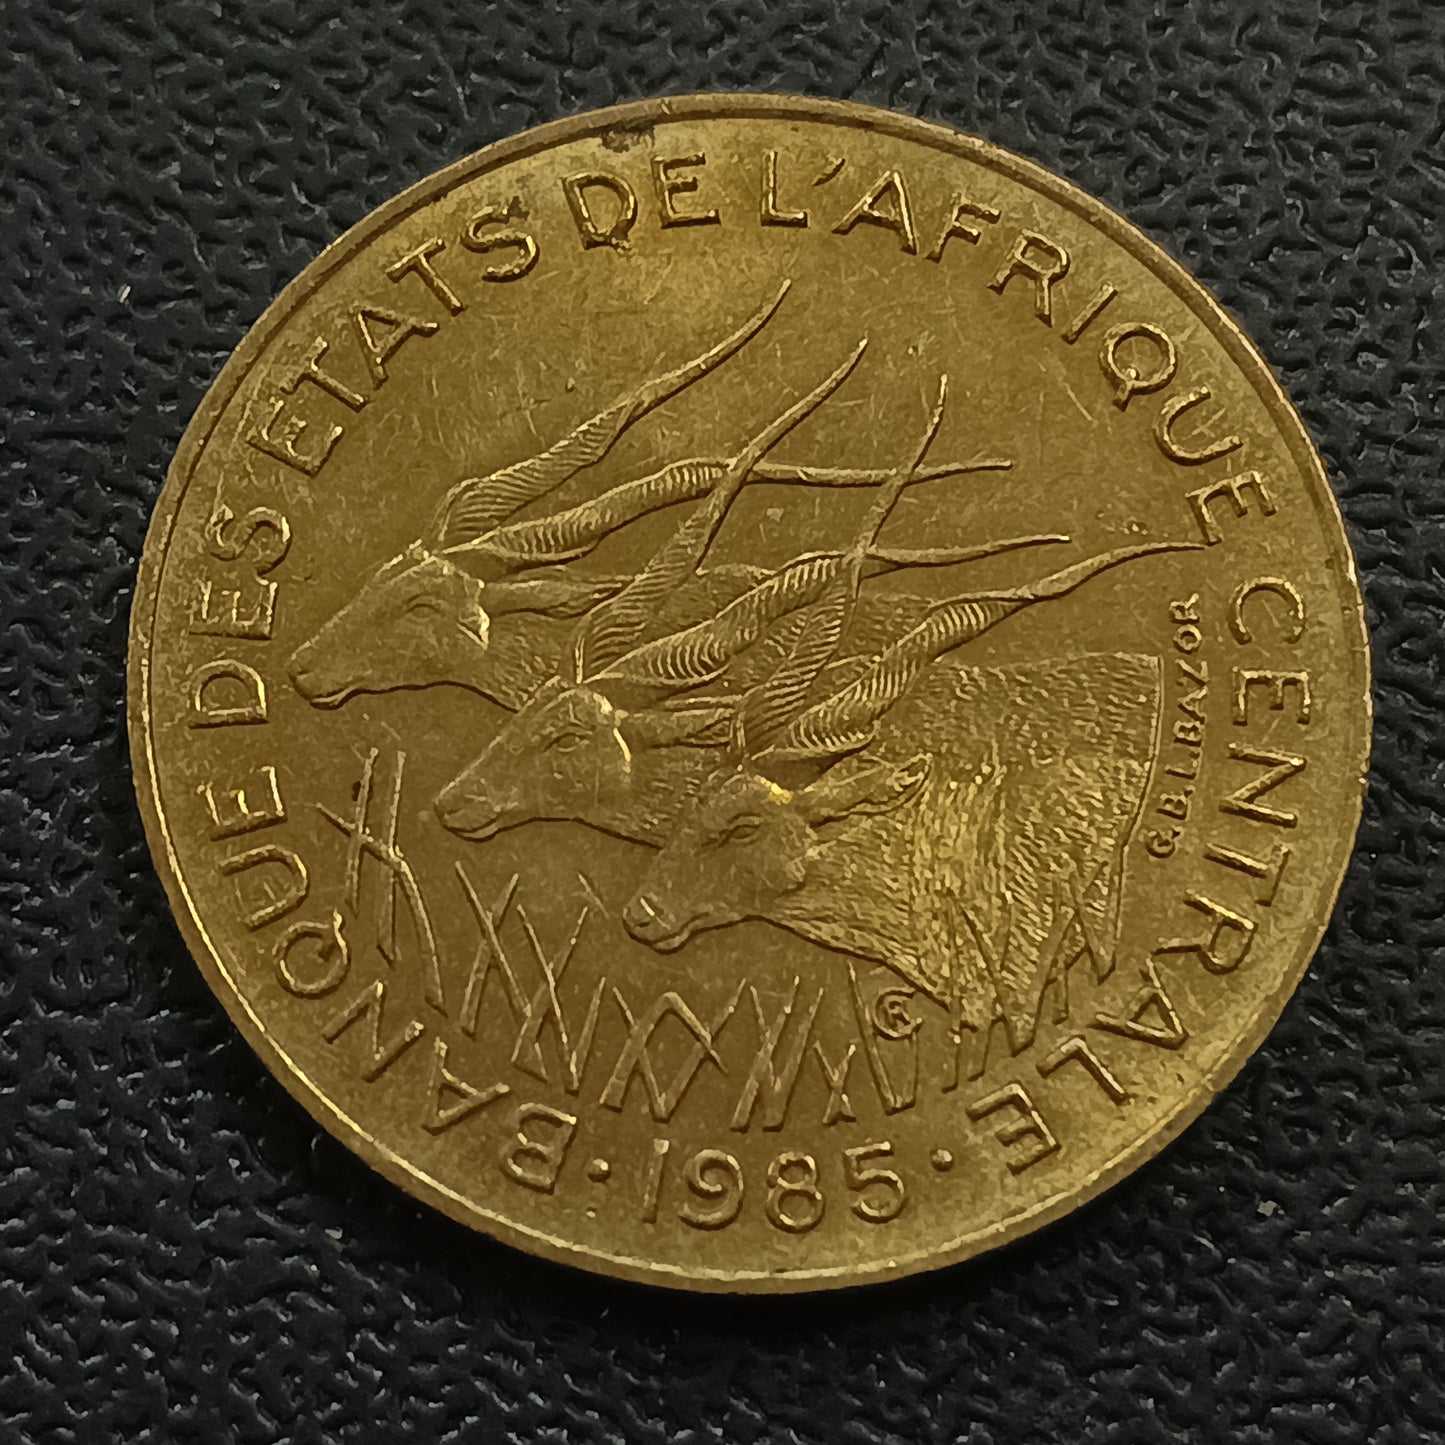 BANQUE DES ETATS DE L'AFRIQUE CENTRALE
G.B.L.BAZOR
· 1985 ·